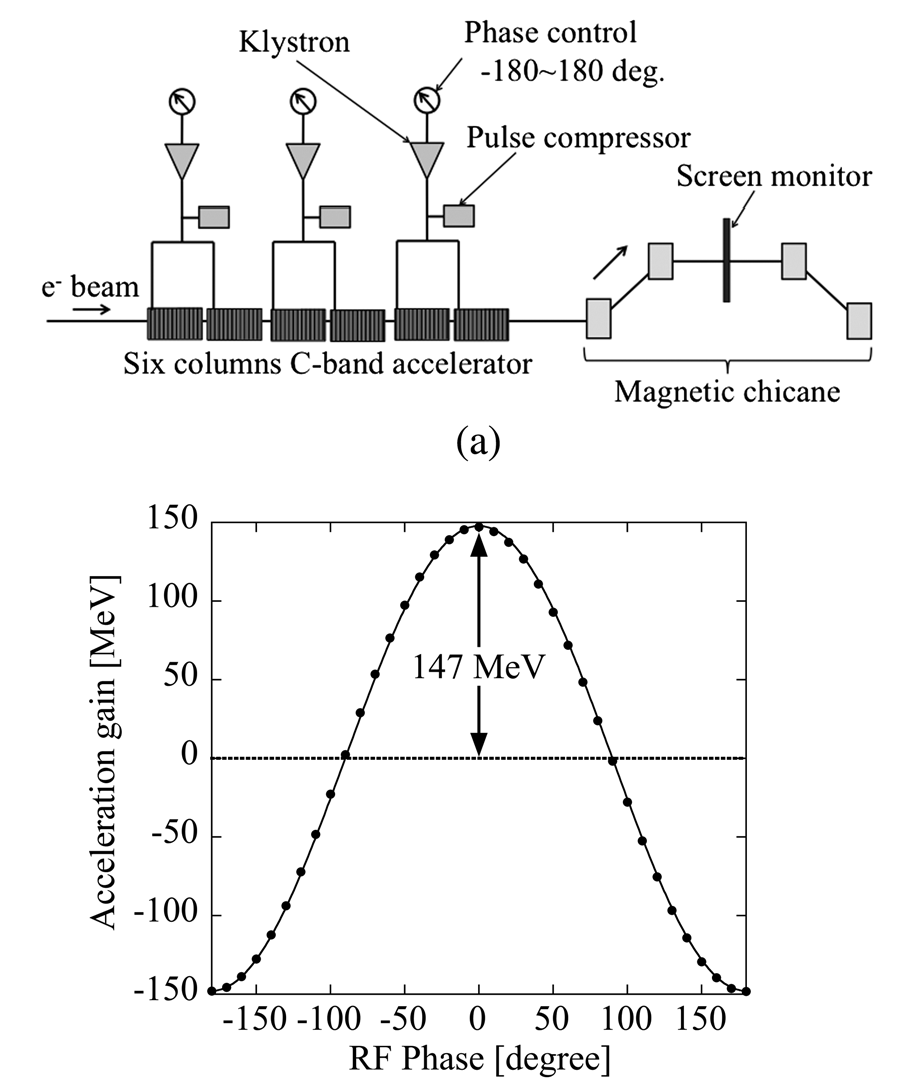 Klystron
Phase control
-180~180 deg.
Pulse compressor
Screen monitor
e- beam
Six columns C-band accelerator
Magnetic chicane
(a)
Acceleration gain [MeV]
150
100
50
0
-50
-100
-150
147 MeV
-150 -100 -50 0 50 100 150
RF Phase [degree]